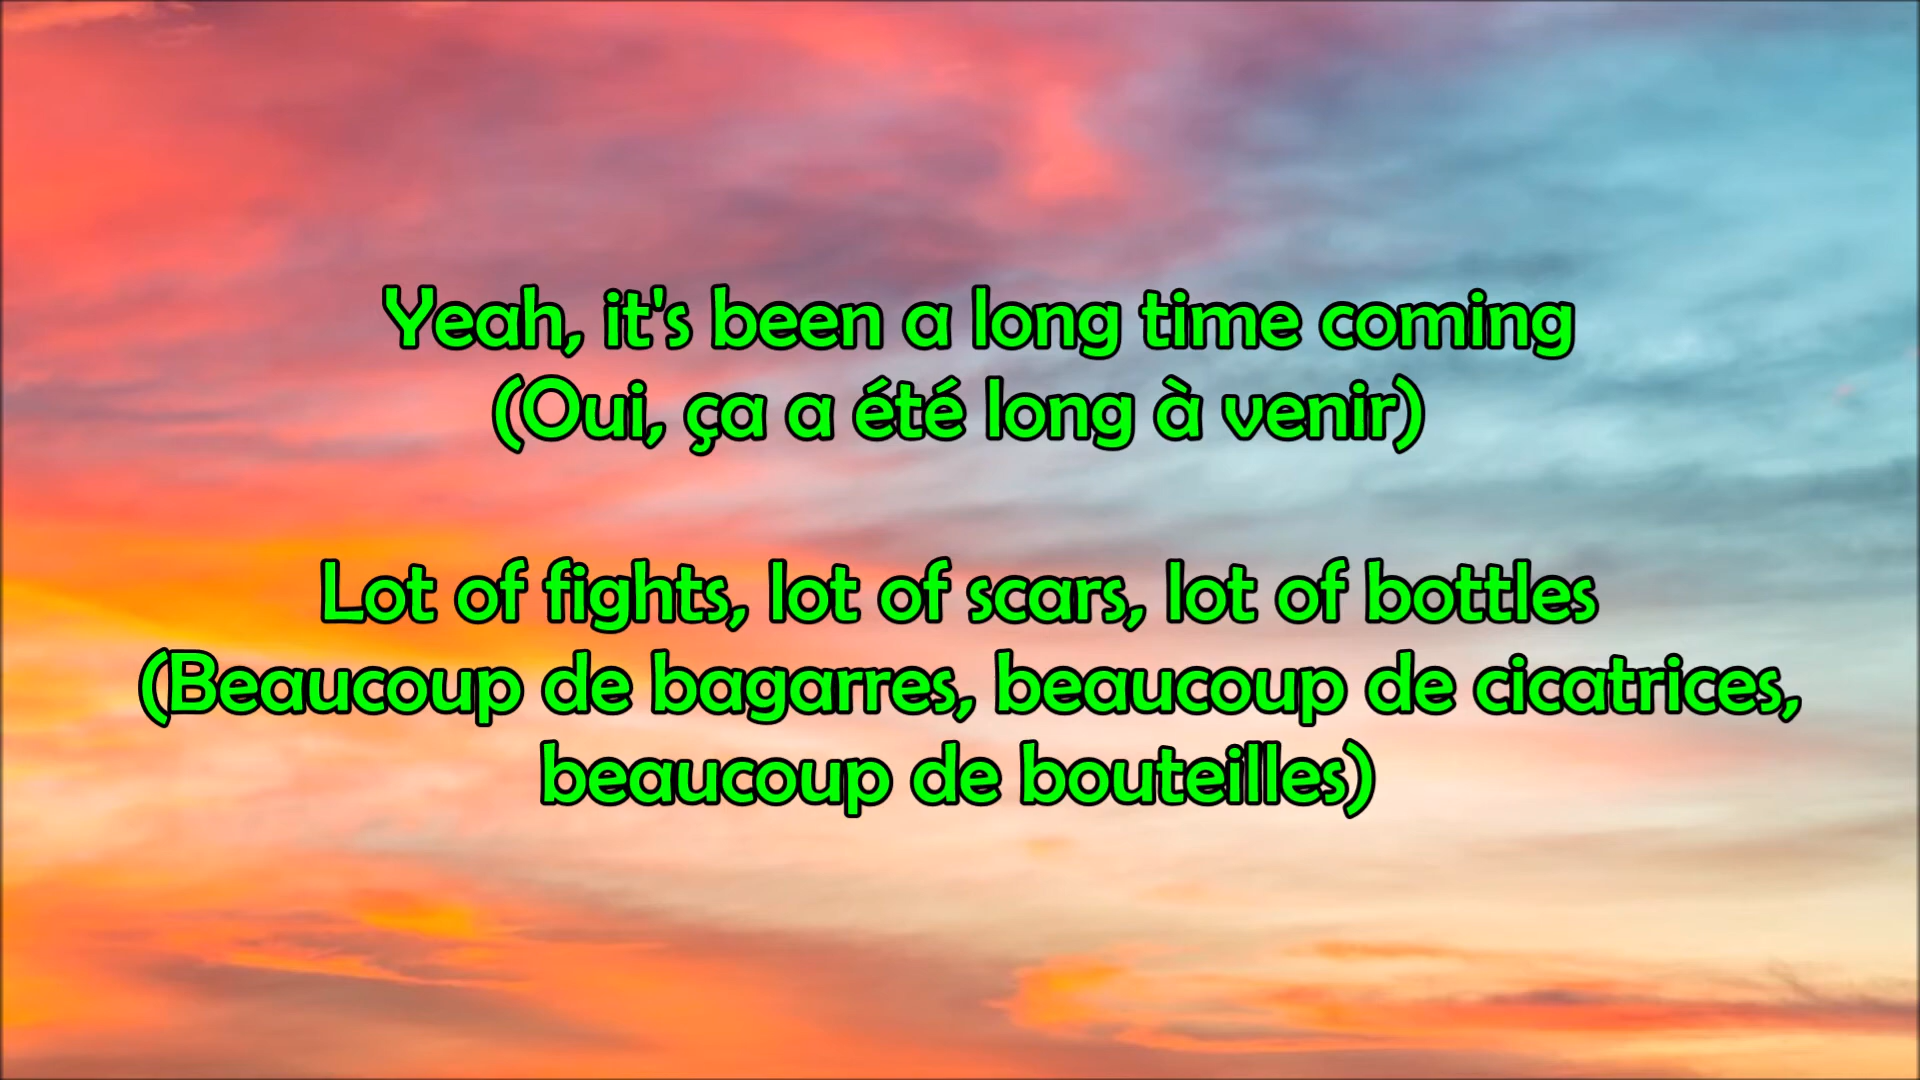 Yeah, it's been a long time coming
(Oui, ça a été long à venir)
Lot of fights, lot of scars, lot of bottles
(Beaucoup de bagarres, beaucoup de cicatrices,
beaucoup de bouteilles)